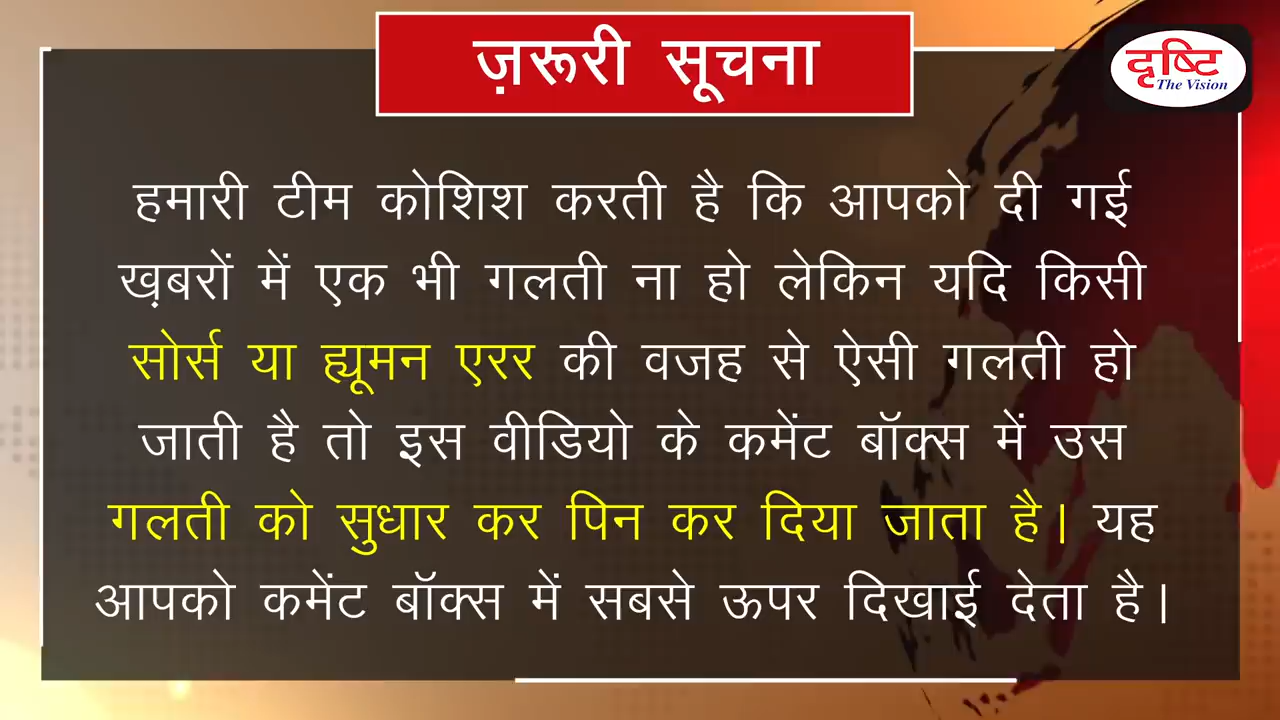 ज़रूरी सूचना
दृष्टि
The Vision
हमारी टीम कोशिश करती है कि आपको दी गई
ख़बरों में एक भी गलती ना हो लेकिन यदि किसी
सोर्स या ह्यूमन एरर की वजह से ऐसी गलती हो
जाती है तो इस वीडियो के कमेंट बॉक्स में उस
गलती को सुधार कर पिन कर दिया जाता है। यह
आपको कमेंट बॉक्स में सबसे ऊपर दिखाई देता है।